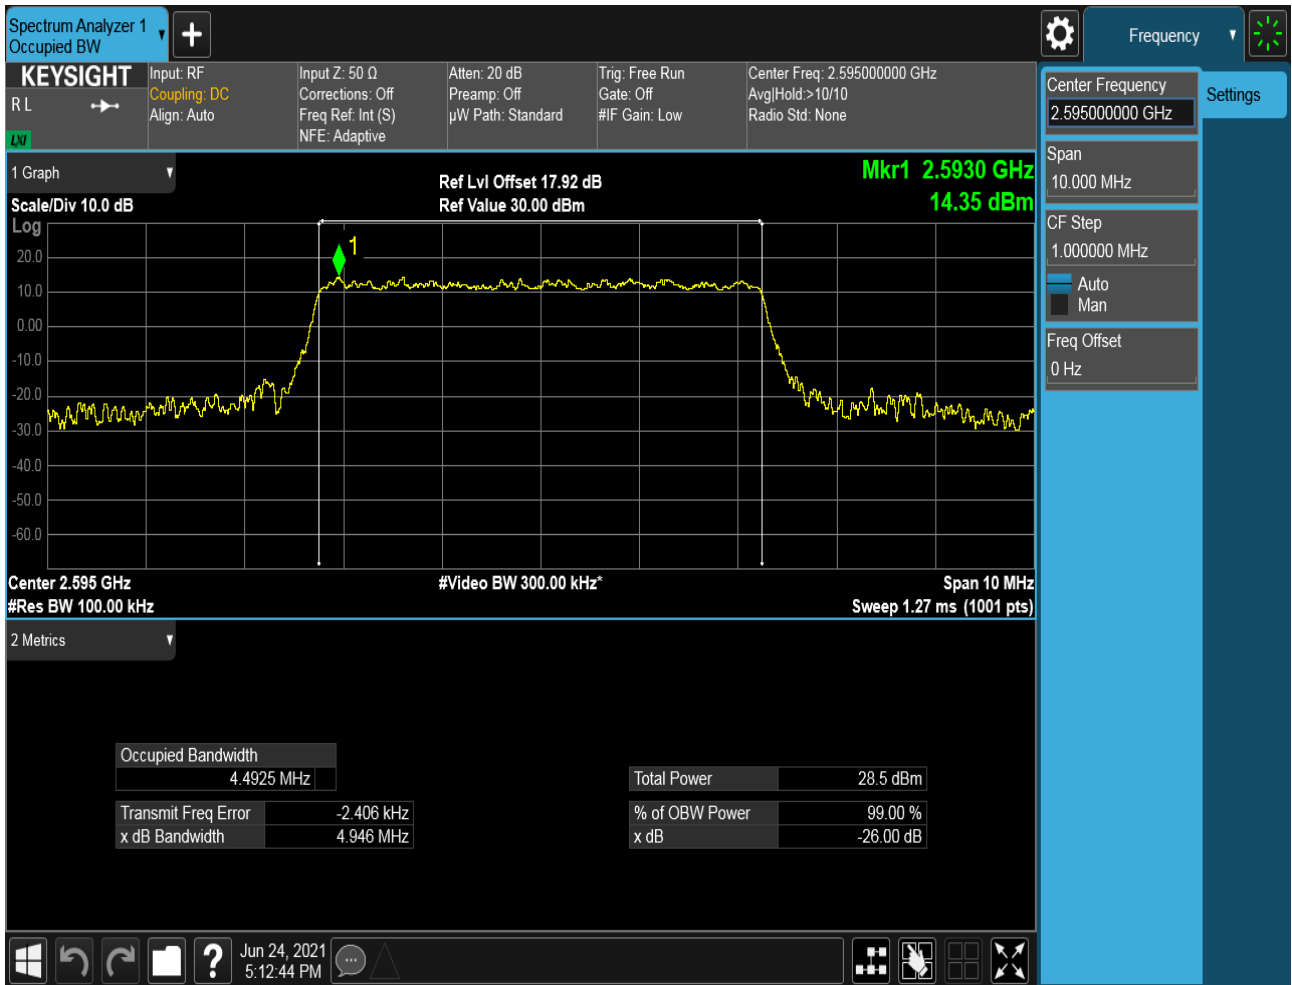 Spectrum Analyzer 1
Occupied BW
Frequency
KEYSIGHT
R L
LXI
Input: RF
Coupling: DC
Align: Auto
Input Z: 50 Ω
Corrections: Off
Freq Ref: Int (S)
NFE: Adaptive
Atten: 20 dB
Preamp: Off
µW Path: Standard
Trig: Free Run
Gate: Off
#IF Gain: Low
Center Freq: 2.595000000 GHz
Avg|Hold:>10/10
Radio Std: None
Center Frequency
2.595000000 GHz
Settings
Span
10.000 MHz
CF Step
1.000000 MHz
Auto
Man
Freq Offset
0 Hz
1 Graph
Scale/Div 10.0 dB
Log
Ref Lvl Offset 17.92 dB
Ref Value 30.00 dBm
Mkr1 2.5930 GHz
14.35 dBm
1
20.0
10.0
0.00
-10.0
-20.0
-30.0
-40.0
-50.0
-60.0
Center 2.595 GHz
#Video BW 300.00 kHz*
Span 10 MHz
#Res BW 100.00 kHz
Sweep 1.27 ms (1001 pts)
2 Metrics
Occupied Bandwidth
4.4925 MHz
Total Power 28.5 dBm
Transmit Freq Error -2.406 kHz
% of OBW Power 99.00 %
x dB Bandwidth 4.946 MHz
x dB -26.00 dB
?
Jun 24, 2021
5:12:44 PM